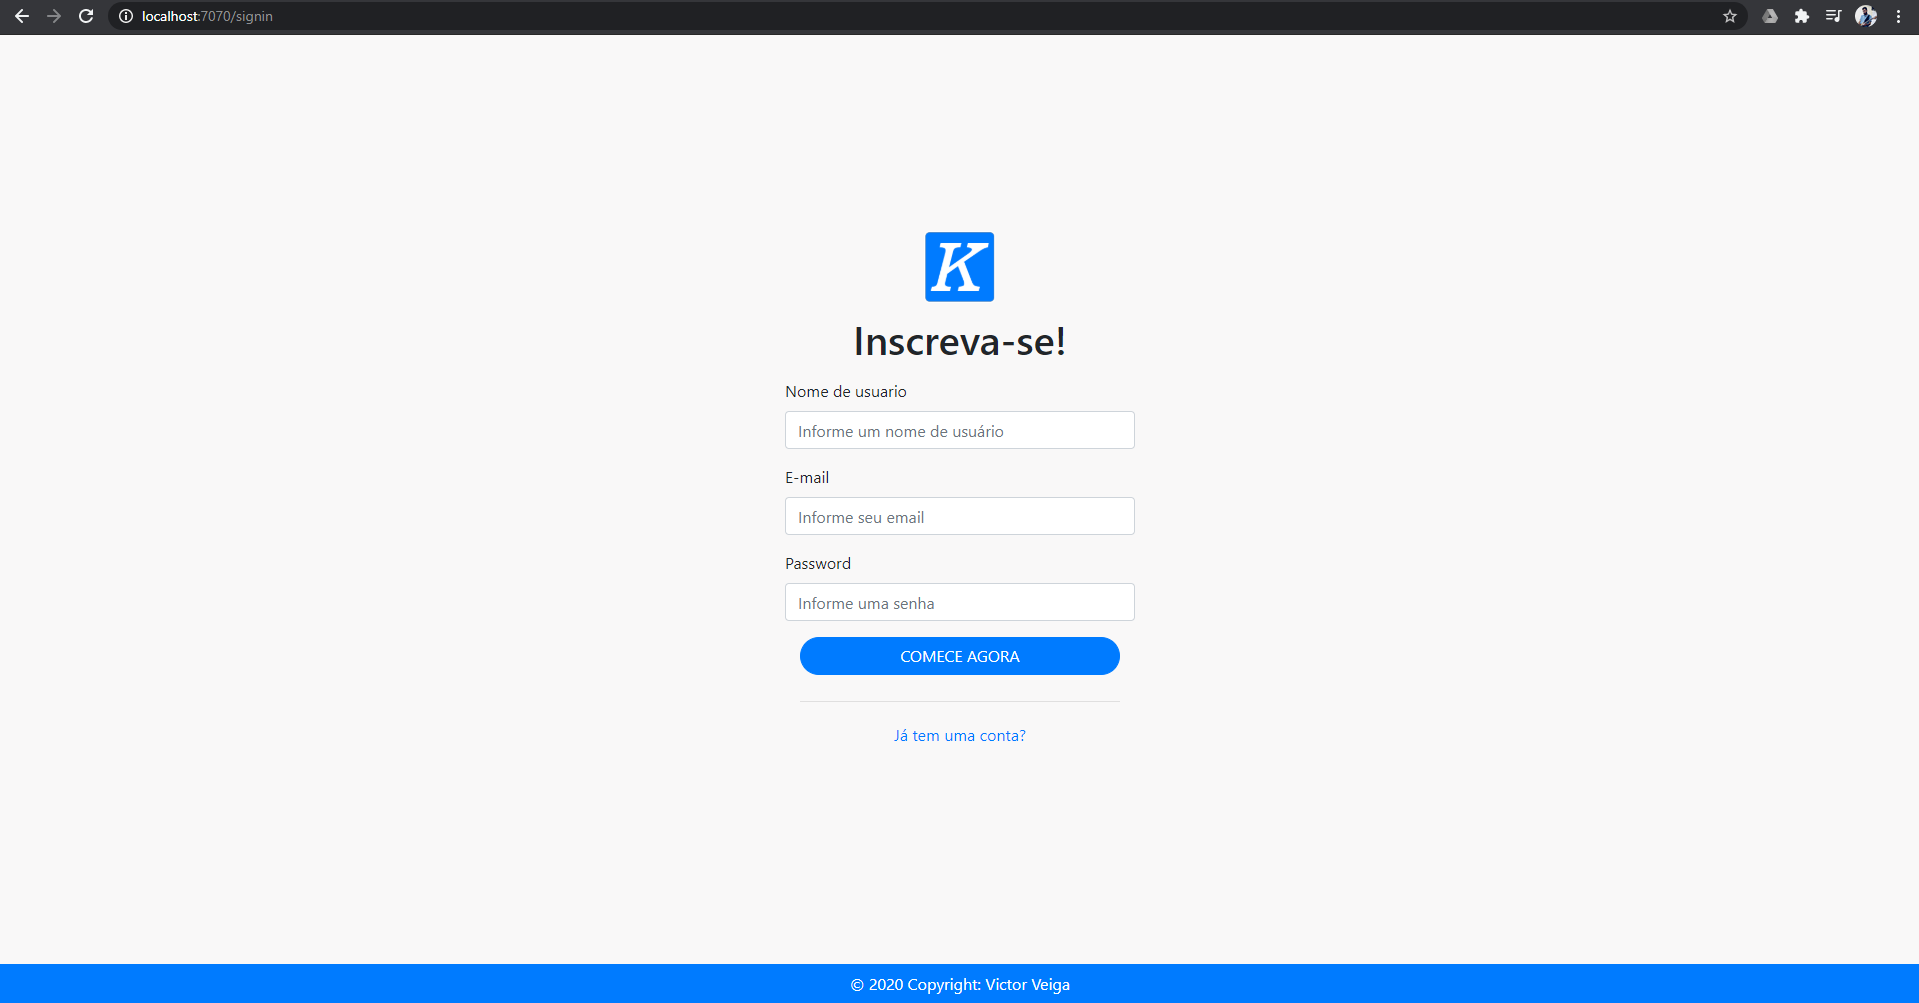 localhost:7070/signin
K
Inscreva-se!
Nome de usuario
Informe um nome de usuário
E-mail
Informe seu email
Password
Informe uma senha
COMECE AGORA
Já tem uma conta?
© 2020 Copyright: Victor Veiga